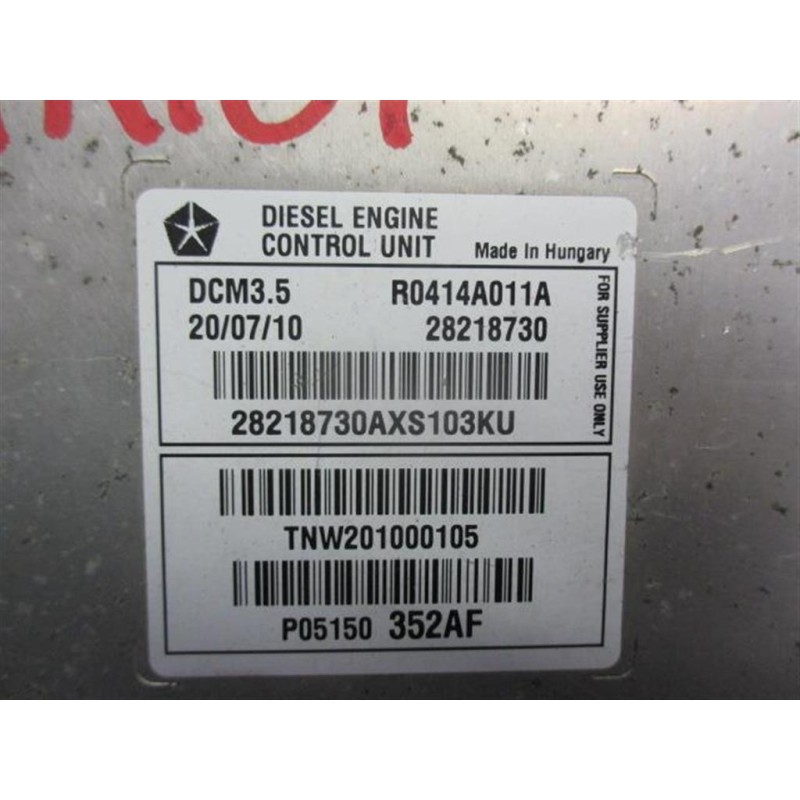 DIESEL ENGINE
CONTROL UNIT
Made In Hungary
DCM3.5 R0414A011A
20/07/10 28218730
28218730AXS103KU
FOR SUPPLIER USE ONLY
TNW201000105
P05150 352AF